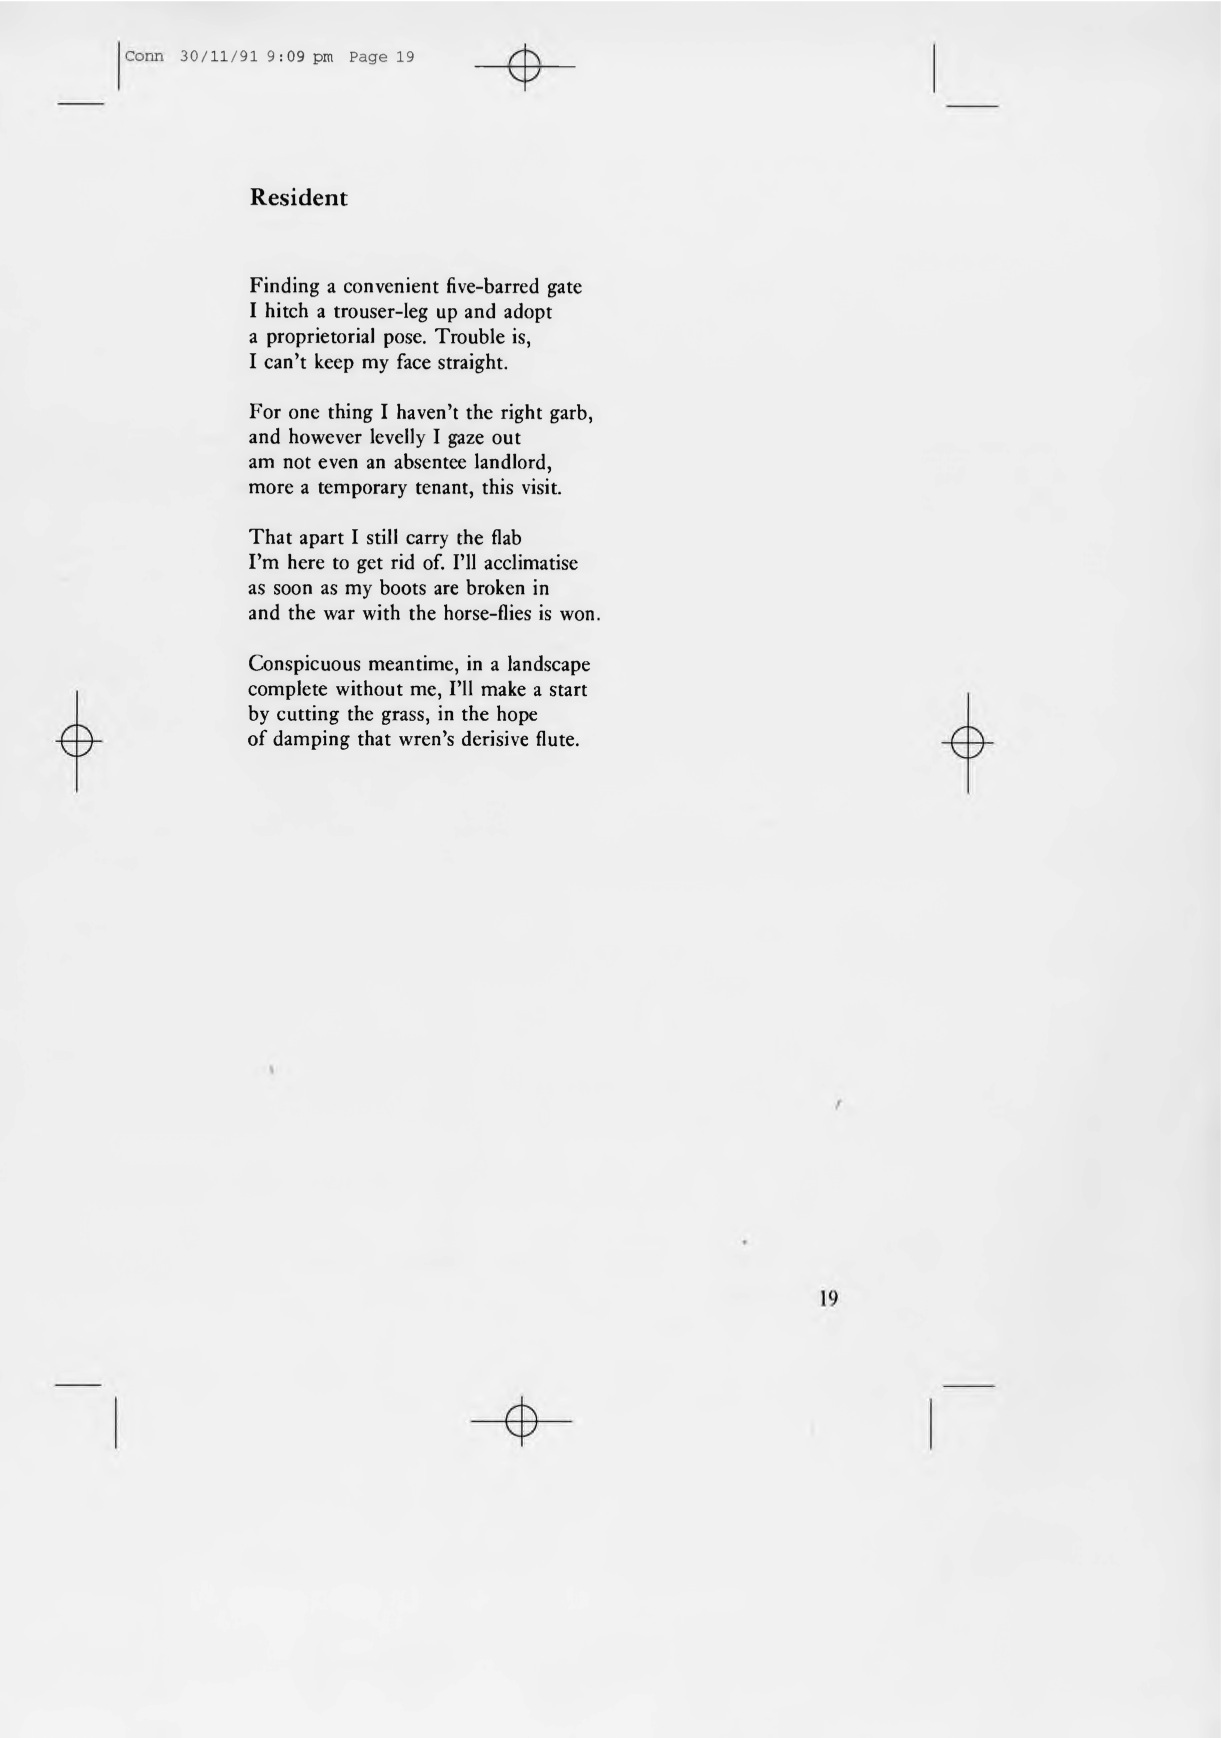 Conn 30/11/91 9:09 pm Page 19
Resident
Finding a convenient five-barred gate
I hitch a trouser-leg up and adopt
a proprietorial pose. Trouble is,
I can't keep my face straight.
For one thing I haven't the right garb,
and however levelly I gaze out
am not even an absentee landlord,
more a temporary tenant, this visit.
That apart I still carry the flab
I'm here to get rid of. I'll acclimatise
as soon as my boots are broken in
and the war with the horse-flies is won.
Conspicuous meantime, in a landscape
complete without me, I'll make a start
by cutting the grass, in the hope
of damping that wren's derisive flute.
19